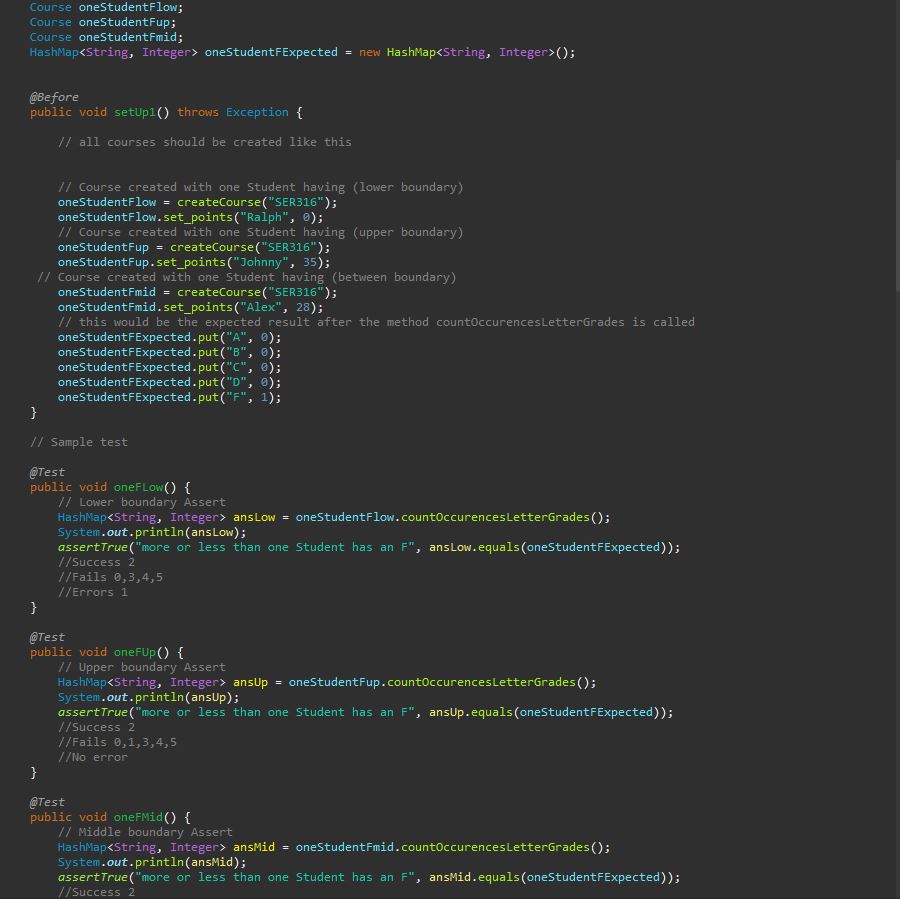 Course oneStudentFlow;
Course oneStudentFup;
Course oneStudentFmid;
HashMap<String, Integer> oneStudentFExpected = new HashMap<String, Integer>();
@Before
public void setUp1() throws Exception {
// all courses should be created like this
// Course created with one Student having (lower boundary)
oneStudentFlow = createCourse("SER316");
oneStudentFlow.set_points("Ralph", 0);
// Course created with one Student having (upper boundary)
oneStudentFup = createCourse("SER316");
oneStudentFup.set_points("Johnny", 35);
// Course created with one Student having (between boundary)
oneStudentFmid = createCourse("SER316");
oneStudentFmid.set_points("Alex", 28);
// this would be the expected result after the method countOccurencesLetterGrades is called
oneStudentFExpected.put("A", 0);
oneStudentFExpected.put("B", 0);
oneStudentFExpected.put("C", 0);
oneStudentFExpected.put("D", 0);
oneStudentFExpected.put("F", 1);
}
// Sample test
@Test
public void oneFLow() {
// Lower boundary Assert
HashMap<String, Integer> ansLow = oneStudentFlow.countOccurencesLetterGrades();
System.out.println(ansLow);
assertTrue("more or less than one Student has an F", ansLow.equals(oneStudentFExpected));
//Success 2
//Fails 0,3,4,5
//Errors 1
}
@Test
public void oneFUp() {
// Upper boundary Assert
HashMap<String, Integer> ansUp = oneStudentFup.countOccurencesLetterGrades();
System.out.println(ansUp);
assertTrue("more or less than one Student has an F", ansUp.equals(oneStudentFExpected));
//Success 2
//Fails 0,1,3,4,5
//No error
}
@Test
public void oneFMid() {
// Middle boundary Assert
HashMap<String, Integer> ansMid = oneStudentFmid.countOccurencesLetterGrades();
System.out.println(ansMid);
assertTrue("more or less than one Student has an F", ansMid.equals(oneStudentFExpected));
//Success 2